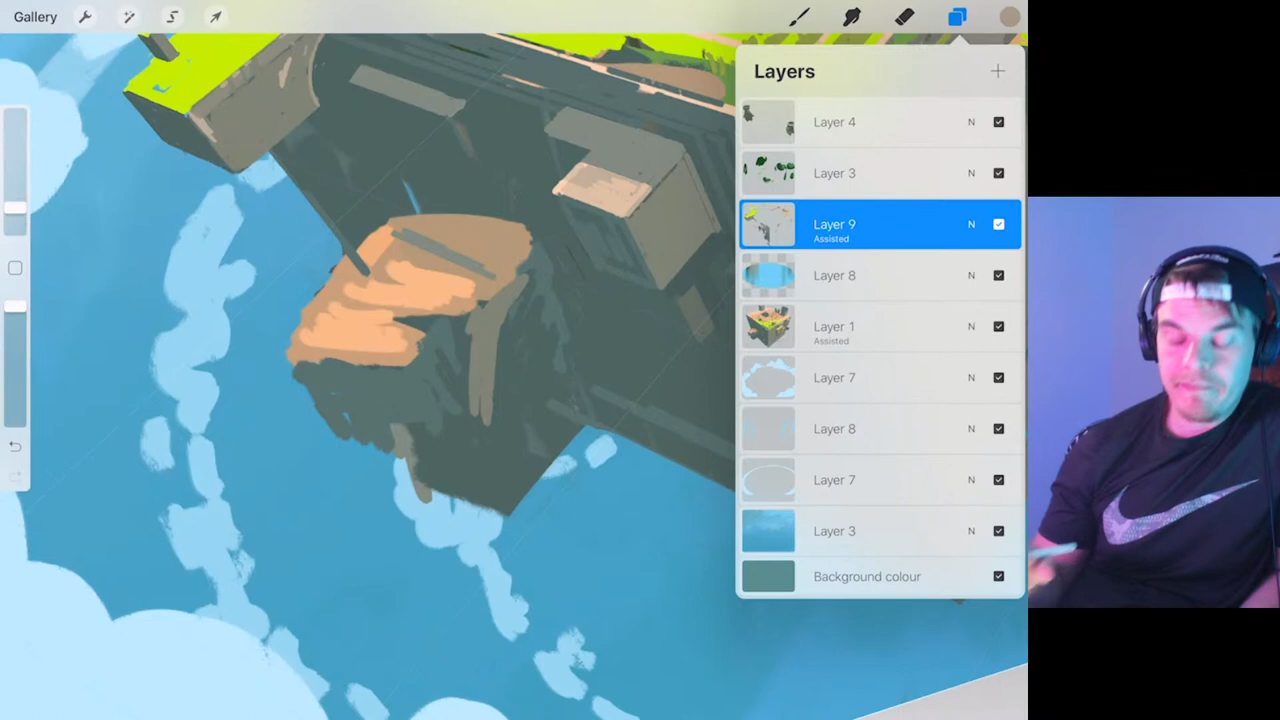 Gallery
Layers
Layer 4 N
Layer 3 N
Layer 9 N
Assisted
Layer 8 N
Layer 1 N
Assisted
Layer 7 N
Layer 8 N
Layer 7 N
Layer 3 N
Background colour